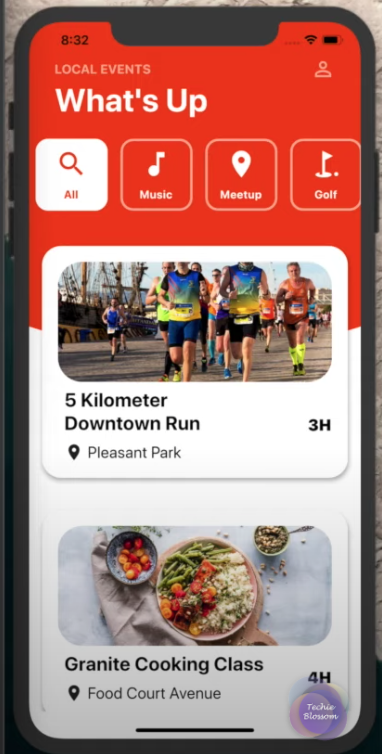 8:32
LOCAL EVENTS
What's Up
All
Music
Meetup
Golf
5 Kilometer
Downtown Run
3H
Pleasant Park
Granite Cooking Class
4H
Food Court Avenue
Techie
Blossom